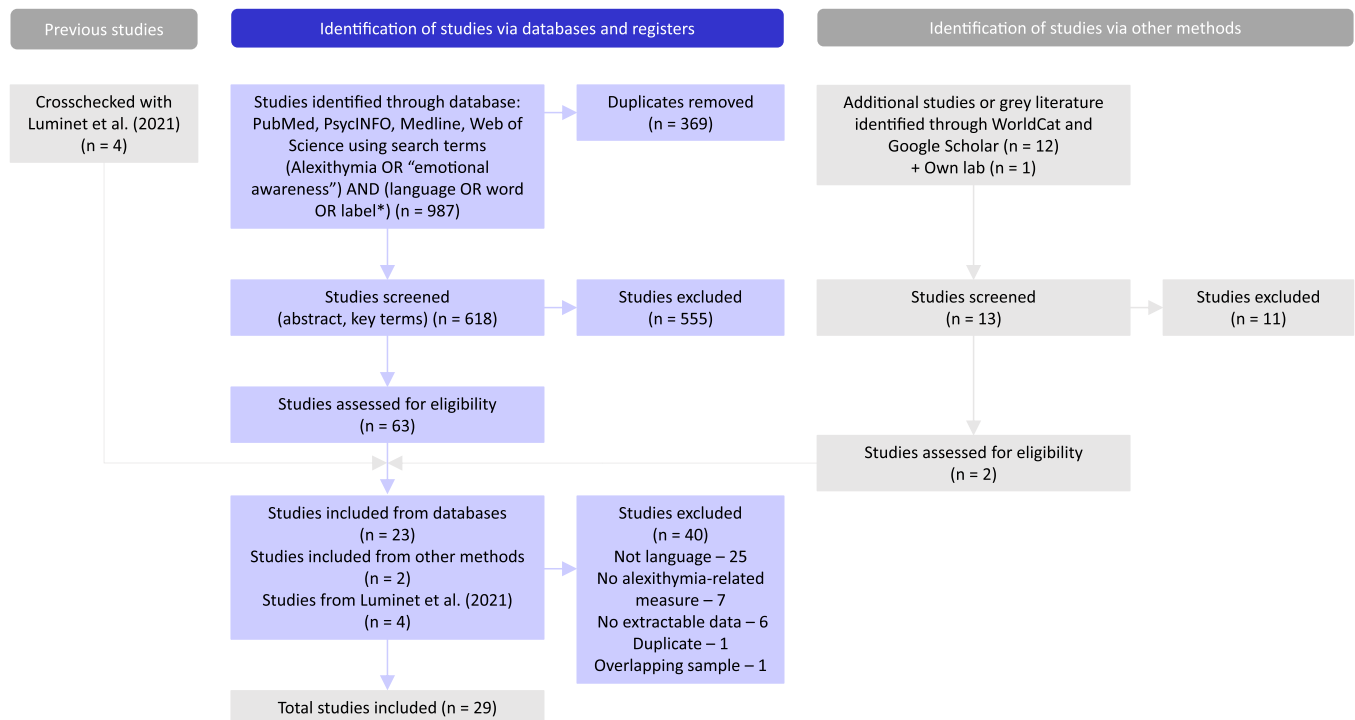 Previous studies
Identification of studies via databases and registers
Identification of studies via other methods
Crosschecked with
Luminet et al. (2021)
(n = 4)
Studies identified through database:
PubMed, PsycINFO, Medline, Web of
Science using search terms
(Alexithymia OR “emotional
awareness”) AND (language OR word
OR label*) (n = 987)
Duplicates removed
(n = 369)
Additional studies or grey literature
identified through WorldCat and
Google Scholar (n = 12)
+ Own lab (n = 1)
Studies screened
(abstract, key terms) (n = 618)
Studies excluded
(n = 555)
Studies screened
(n = 13)
Studies excluded
(n = 11)
Studies assessed for eligibility
(n = 63)
Studies assessed for eligibility
(n = 2)
Studies included from databases
(n = 23)
Studies included from other methods
(n = 2)
Studies from Luminet et al. (2021)
(n = 4)
Studies excluded
(n = 40)
Not language – 25
No alexithymia-related
measure – 7
No extractable data – 6
Duplicate – 1
Overlapping sample – 1
Total studies included (n = 29)